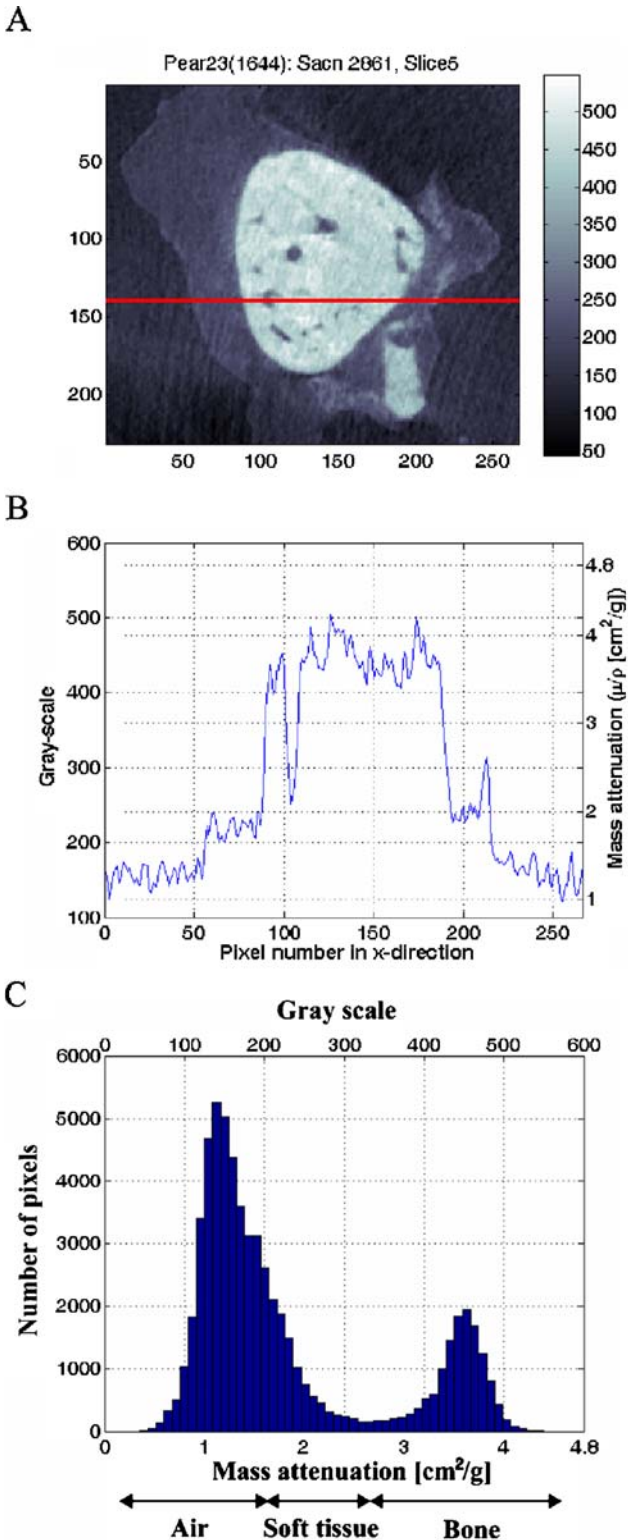 A
Pear23(1644): Sacn 2861, Slice5
50
100
150
200
50 100 150 200 250
500
450
400
350
300
250
200
150
100
50
B
600
500
400
300
200
100
Gray-scale
0 50 100 150 200 250
Pixel number in x-direction
4.8
4
3
2
1
Mass attenuation (μ/ρ [cm²/g])
C
Gray scale
0 100 200 300 400 500 600
6000
5000
4000
3000
2000
1000
0
Number of pixels
1 2 3 4 4.8
Mass attenuation [cm²/g]
Air Soft tissue Bone